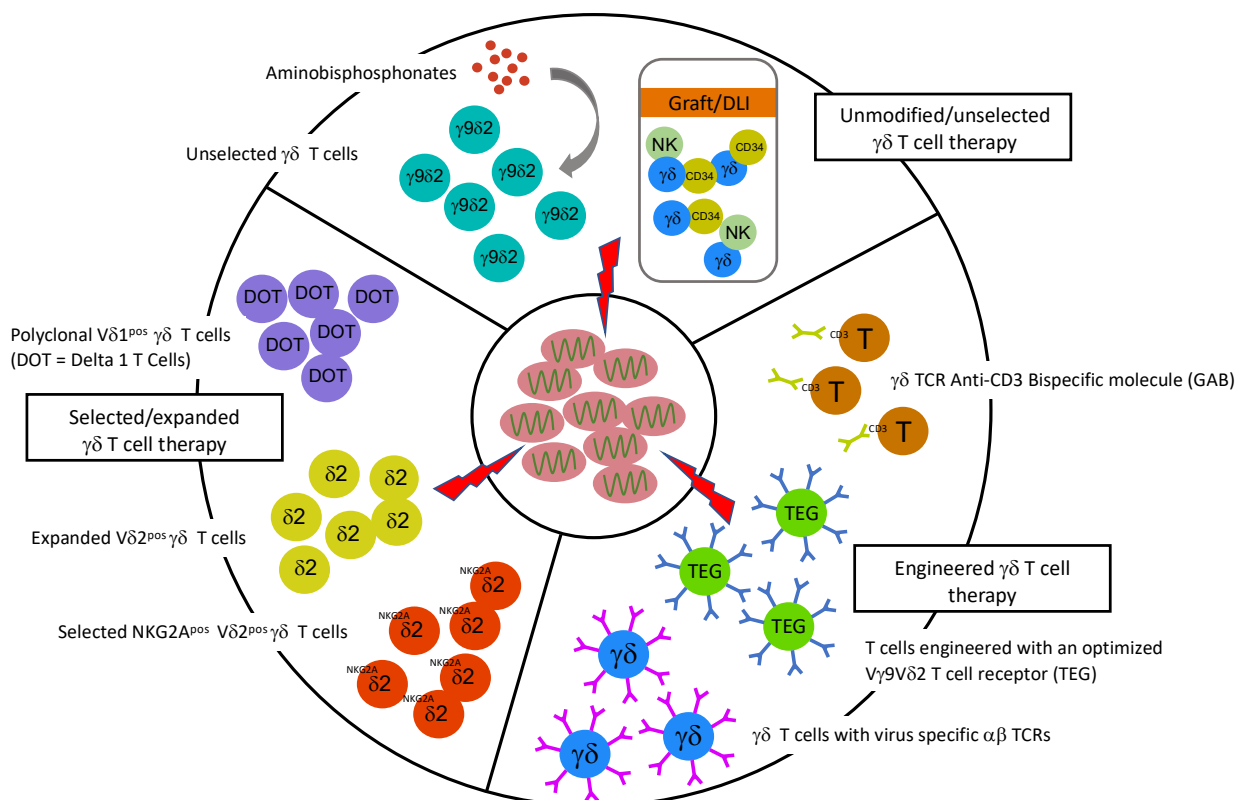 Aminobisphosphonates
Unselected γδ T cells
γ9δ2
γ9δ2
γ9δ2
γ9δ2
γ9δ2
γ9δ2
Graft/DLI
NK
CD34
γδ
CD34
γδ
γδ
CD34
NK
γδ
Unmodified/unselected
γδ T cell therapy
DOT
DOT
DOT
DOT
DOT
DOT
Polyclonal Vδ1pos γδ T cells
(DOT = Delta 1 T Cells)
Selected/expanded
γδ T cell therapy
δ2
δ2
δ2
δ2
δ2
δ2
Expanded Vδ2pos γδ T cells
NKG2A
δ2
NKG2A
δ2
NKG2A
δ2
NKG2A
δ2
NKG2A
δ2
NKG2A
δ2
Selected NKG2Apos Vδ2pos γδ T cells
CD3
T
CD3
T
CD3
T
γδ TCR Anti-CD3 Bispecific molecule (GAB)
TEG
TEG
TEG
Engineered γδ T cell
therapy
T cells engineered with an optimized
Vγ9Vδ2 T cell receptor (TEG)
γδ
γδ
γδ
γδ T cells with virus specific αβ TCRs